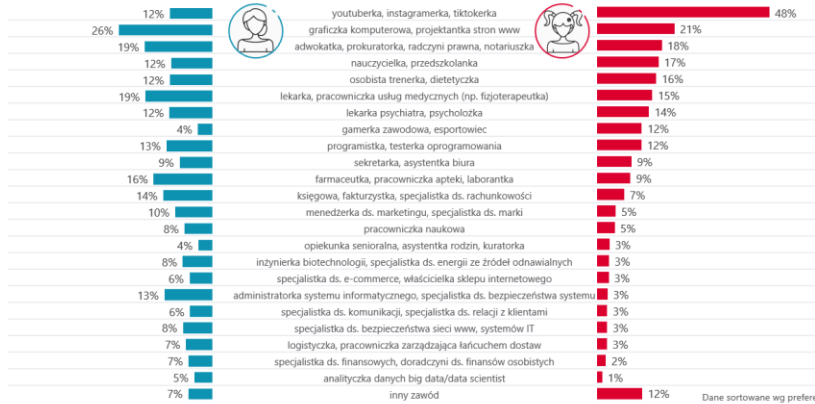 12% youtuberka, instagramerka, tiktokerka 48%
26% graficzka komputerowa, projektantka stron www 21%
19% adwokatka, prokuratorka, radczyni prawna, notariuszka 18%
12% nauczycielka, przedszkolanka 17%
12% osobista trenerka, dietetyczka 16%
19% lekarka, pracowniczka usług medycznych (np. fizjoterapeutka) 15%
12% lekarka psychiatra, psycholożka 14%
4% gamerka zawodowa, esportowiec 12%
13% programistka, testerka oprogramowania 12%
9% sekretarka, asystentka biura 9%
16% farmaceutka, pracowniczka apteki, laborantka 9%
14% księgowa, fakturzystka, specjalistka ds. rachunkowości 7%
10% menedżerka ds. marketingu, specjalistka ds. marki 5%
8% pracowniczka naukowa 5%
4% opiekunka senioralna, asystentka rodzin, kuratorka 3%
8% inżynierka biotechnologii, specjalistka ds. energii ze źródeł odnawialnych 3%
6% specjalistka ds. e-commerce, właścicielka sklepu internetowego 3%
13% administratorka systemu informatycznego, specjalistka ds. bezpieczeństwa systemu 3%
6% specjalistka ds. komunikacji, specjalistka ds. relacji z klientami 3%
8% specjalistka ds. bezpieczeństwa sieci www, systemów IT 3%
7% logistyczka, pracowniczka zarządzająca łańcuchem dostaw 3%
7% specjalistka ds. finansowych, doradczyni ds. finansów osobistych 2%
5% analityczka danych big data/data scientist 1%
7% inny zawód 12%
Dane sortowane wg prefere